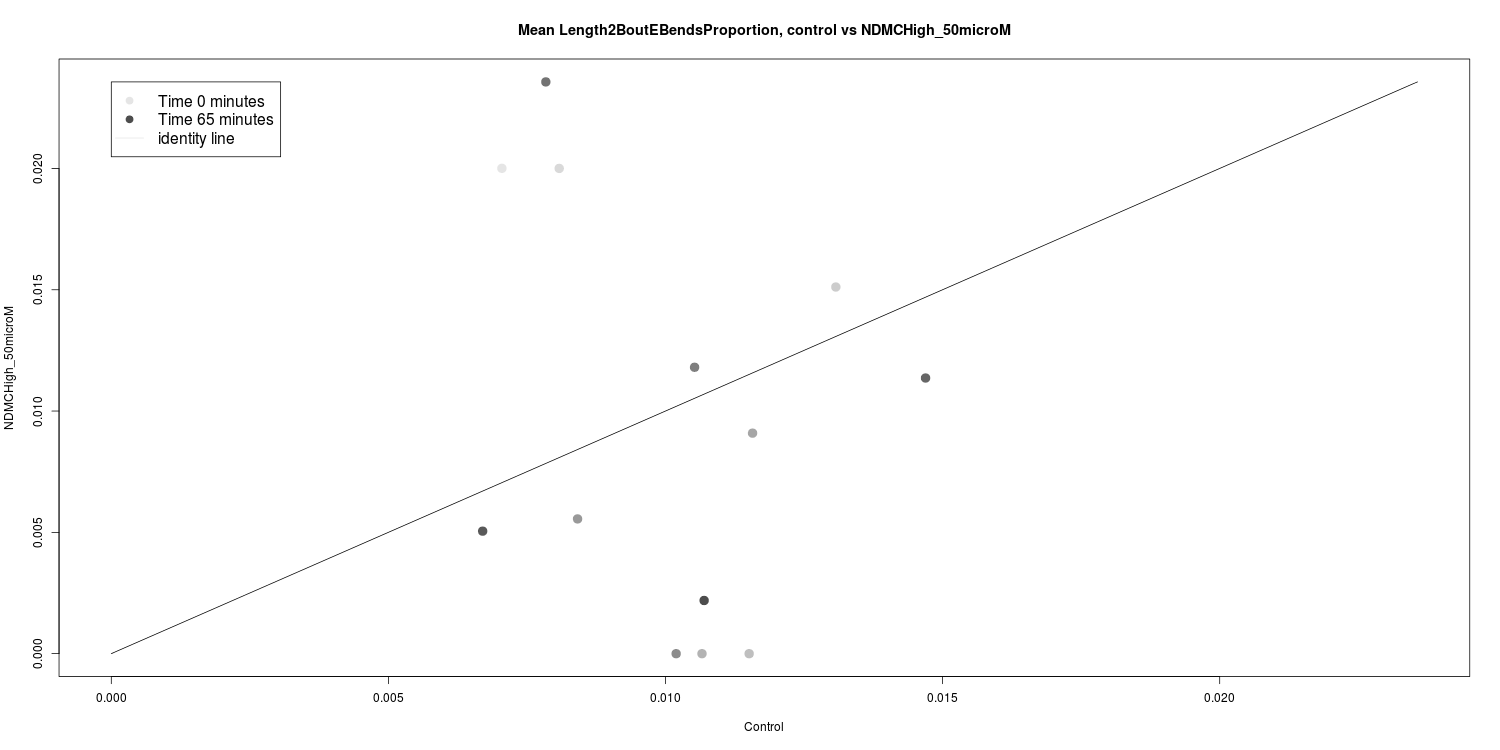 Mean Length2BoutEBendsProportion, control vs NDMCHigh_50microM
Time 0 minutes
Time 65 minutes
identity line
NDMCHigh_50microM
0.020
0.015
0.010
0.005
0.000
0.000
0.005
0.010
0.015
0.020
Control